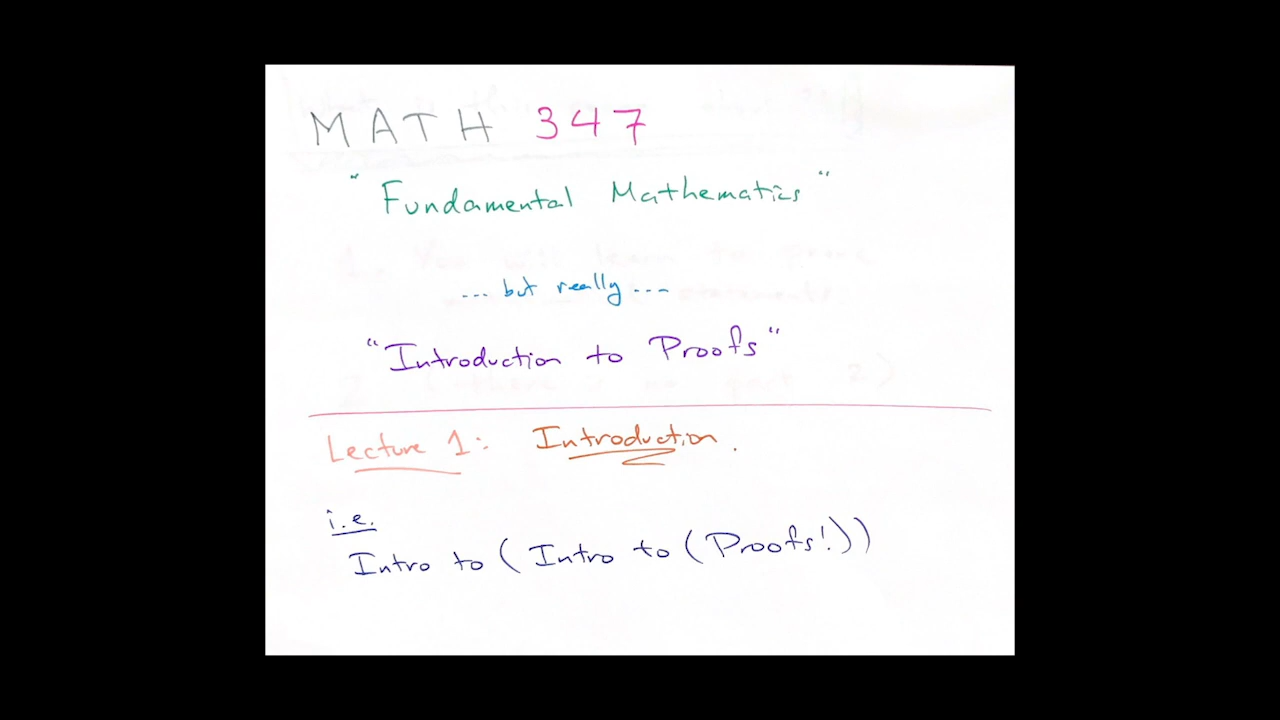 MATH 347
"Fundamental Mathematics"
... but really ...
"Introduction to Proofs"
Lecture 1: Introduction.
i.e.
Intro to (Intro to (Proofs!))